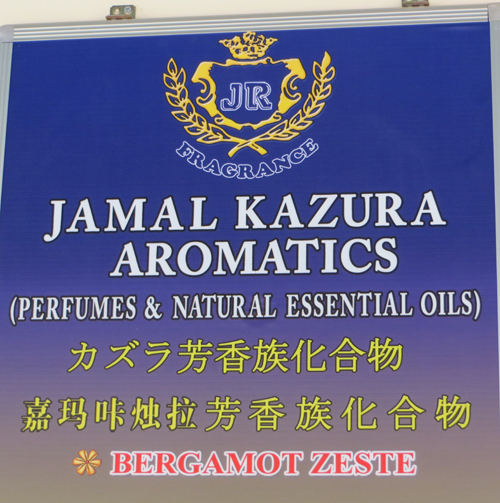 JR
FRAGRANCE
JAMAL KAZURA
AROMATICS
(PERFUMES & NATURAL ESSENTIAL OILS)
カズラ芳香族化合物
嘉玛咔烛拉芳香族化合物
BERGAMOT ZESTE